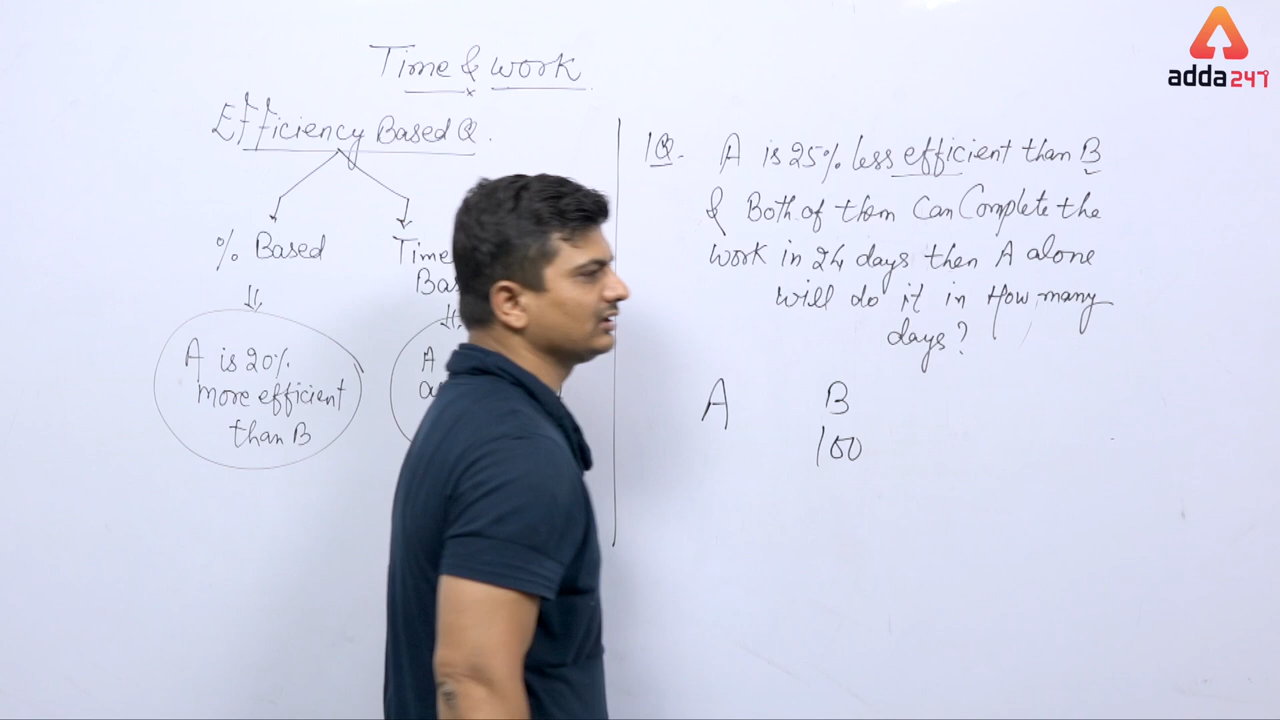 Time & work
Efficiency Based Q.
% Based
Time
A is 20%
more efficient
than B
A
1Q. A is 25% less efficient than B
& Both of them Can Complete the
work in 24 days then A alone
will do it in How many
days?
A B
100
adda247